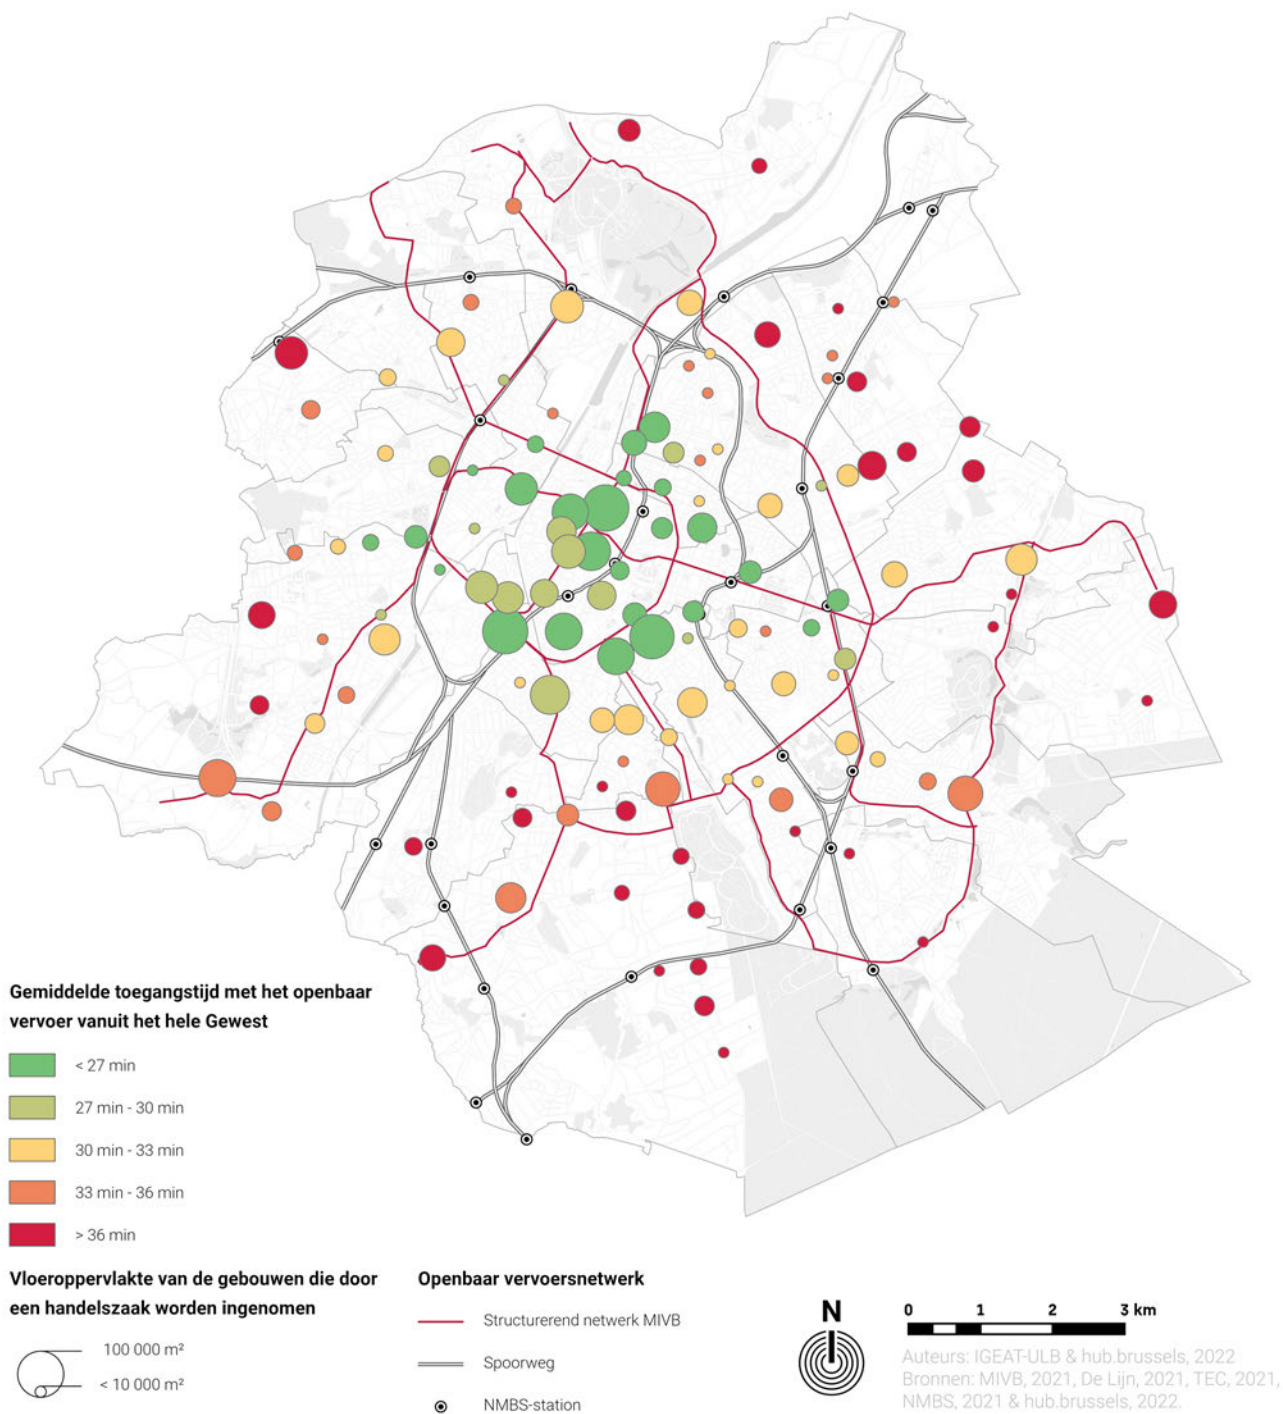 Gemiddelde toegangstijd met het openbaar
vervoer vanuit het hele Gewest
< 27 min
27 min - 30 min
30 min - 33 min
33 min - 36 min
> 36 min
Vloeroppervlakte van de gebouwen die door
een handelszaak worden ingenomen
100 000 m²
< 10 000 m²
Openbaar vervoersnetwerk
Structurerend netwerk MIVB
Spoorweg
NMBS-station
N
0 1 2 3 km
Auteurs: IGEAT-ULB & hub.brussels, 2022
Bronnen: MIVB, 2021, De Lijn, 2021, TEC, 2021,
NMBS, 2021 & hub.brussels, 2022.